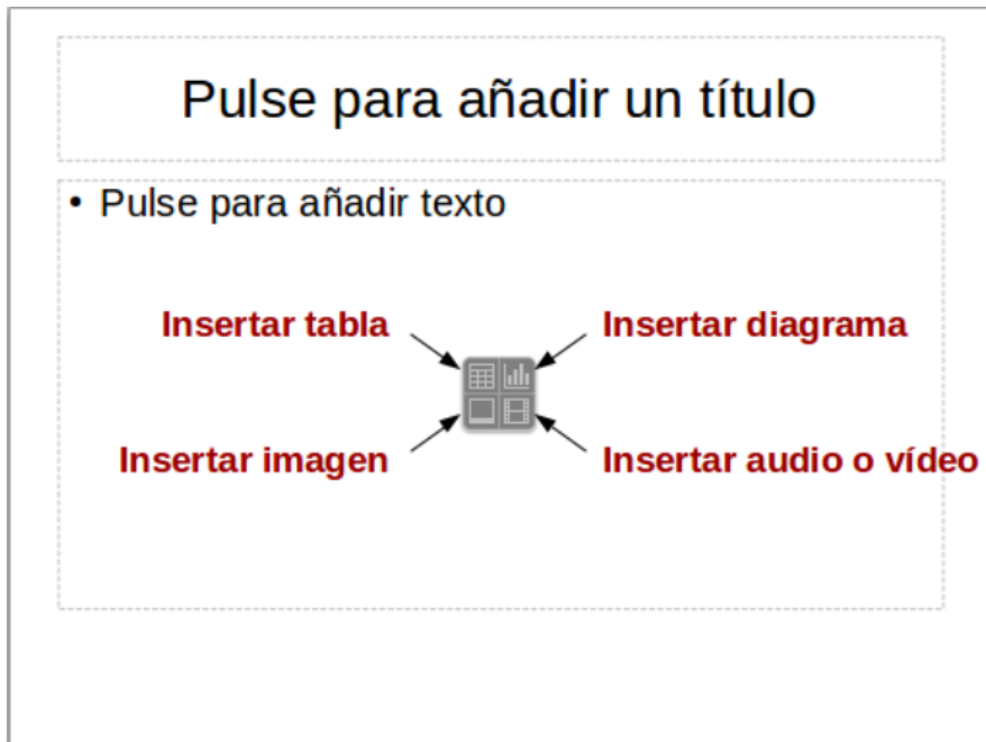 Pulse para añadir un título
• Pulse para añadir texto
Insertar tabla
Insertar diagrama
Insertar imagen
Insertar audio o vídeo